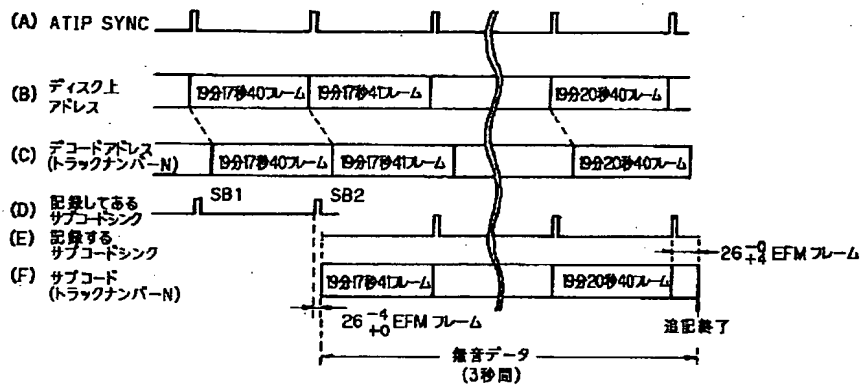 (A) ATIP SYNC
(B) ディスク上
アドレス
19分17秒40フレーム 19分17秒41フレーム 19分20秒40フレーム
(C) デコードアドレス
(トラックナンバーN)
19分17秒40フレーム 19分17秒41フレーム 19分20秒40フレーム
(D) 記録してある
サブコードシンク
SB1 SB2
(E) 記録する
サブコードシンク
26 -0 +4 EFMフレーム
(F) サブコード
(トラックナンバーN)
19分17秒41フレーム 19分20秒40フレーム
26 -4 +0 EFMフレーム
追記終了
無音データ
(3秒間)